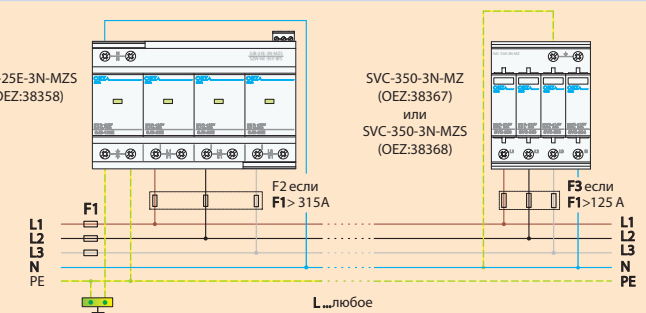 -25E-3N-MZS
OEZ:38358)
SVC-350-3N-MZ
(OEZ:38367)
или
SVC-350-3N-MZS
(OEZ:38368)
F2 если
F1> 315A
F3 если
F1>125 A
F1
L1
L2
L3
N
PE
L1
L2
L3
N
PE
L ...любое